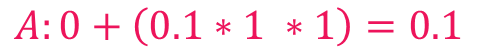 A: 0 + (0.1 * 1 * 1) = 0.1